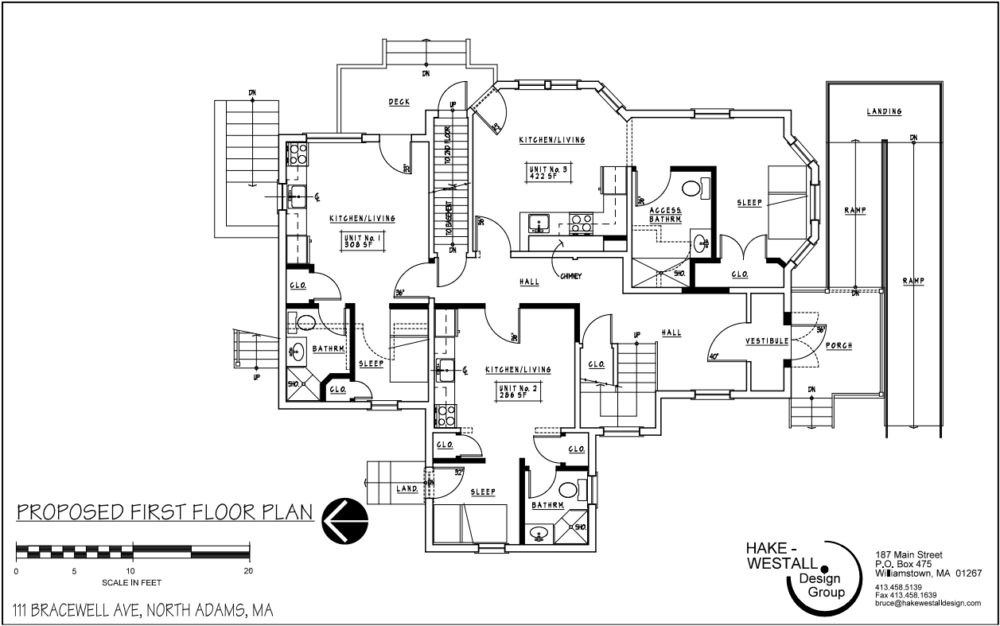 DN
DN
DECK
UP
32"
TO 2ND FLOOR
KITCHEN/LIVING
UNIT No. 3
422 SF
LANDING
DN
33"
36"
ACCESS.
BATHRM.
SLEEP
RAMP
KITCHEN/LIVING
UNIT No. 1
308 SF
TO BASEMENT
36"
DN
CHIMNEY
SHO.
CLO.
RAMP
CLO.
36"
HALL
DN
BATHRM.
SLEEP
UP
SHO.
CLO.
36"
KITCHEN/LIVING
UNIT No. 2
286 SF
UP
HALL
CLO.
40"
VESTIBULE
36"
PORCH
DN
CLO.
CLO.
LAND.
DN
32"
SLEEP
BATHRM.
SHO.
PROPOSED FIRST FLOOR PLAN
0 5 10 20
SCALE IN FEET
111 BRACEWELL AVE, NORTH ADAMS, MA
HAKE -
WESTALL
Design
Group
187 Main Street
P.O. Box 475
Williamstown, MA 01267
413.458.5139
Fax 413.458.1639
bruce@hakewestalldesign.com